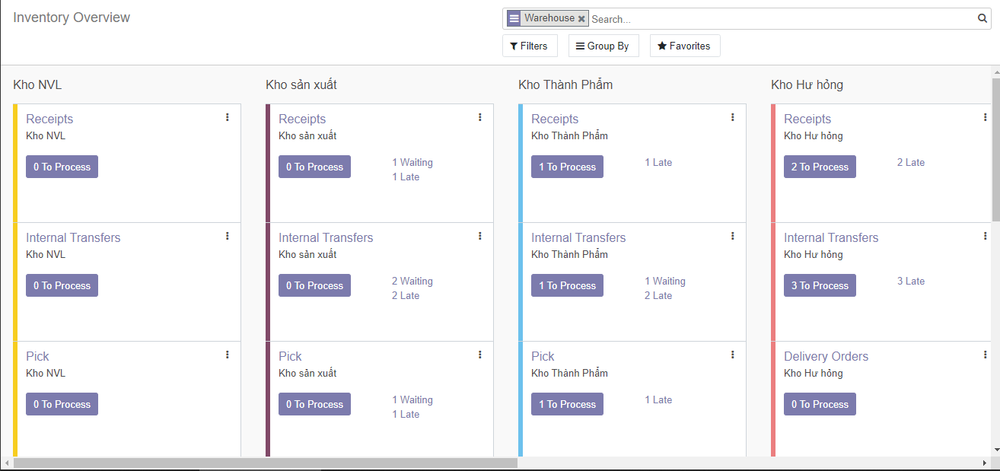 Inventory Overview
Warehouse Search...
Filters Group By Favorites
Kho NVL
Receipts
Kho NVL
0 To Process
Internal Transfers
Kho NVL
0 To Process
Pick
Kho NVL
0 To Process
Kho sản xuất
Receipts
Kho sản xuất
0 To Process
1 Waiting
1 Late
Internal Transfers
Kho sản xuất
0 To Process
2 Waiting
2 Late
Pick
Kho sản xuất
0 To Process
1 Waiting
1 Late
Kho Thành Phẩm
Receipts
Kho Thành Phẩm
1 To Process
1 Late
Internal Transfers
Kho Thành Phẩm
1 To Process
1 Waiting
2 Late
Pick
Kho Thành Phẩm
1 To Process
1 Late
Kho Hư hỏng
Receipts
Kho Hư hỏng
2 To Process
2 Late
Internal Transfers
Kho Hư hỏng
3 To Process
3 Late
Delivery Orders
Kho Hư hỏng
0 To Process